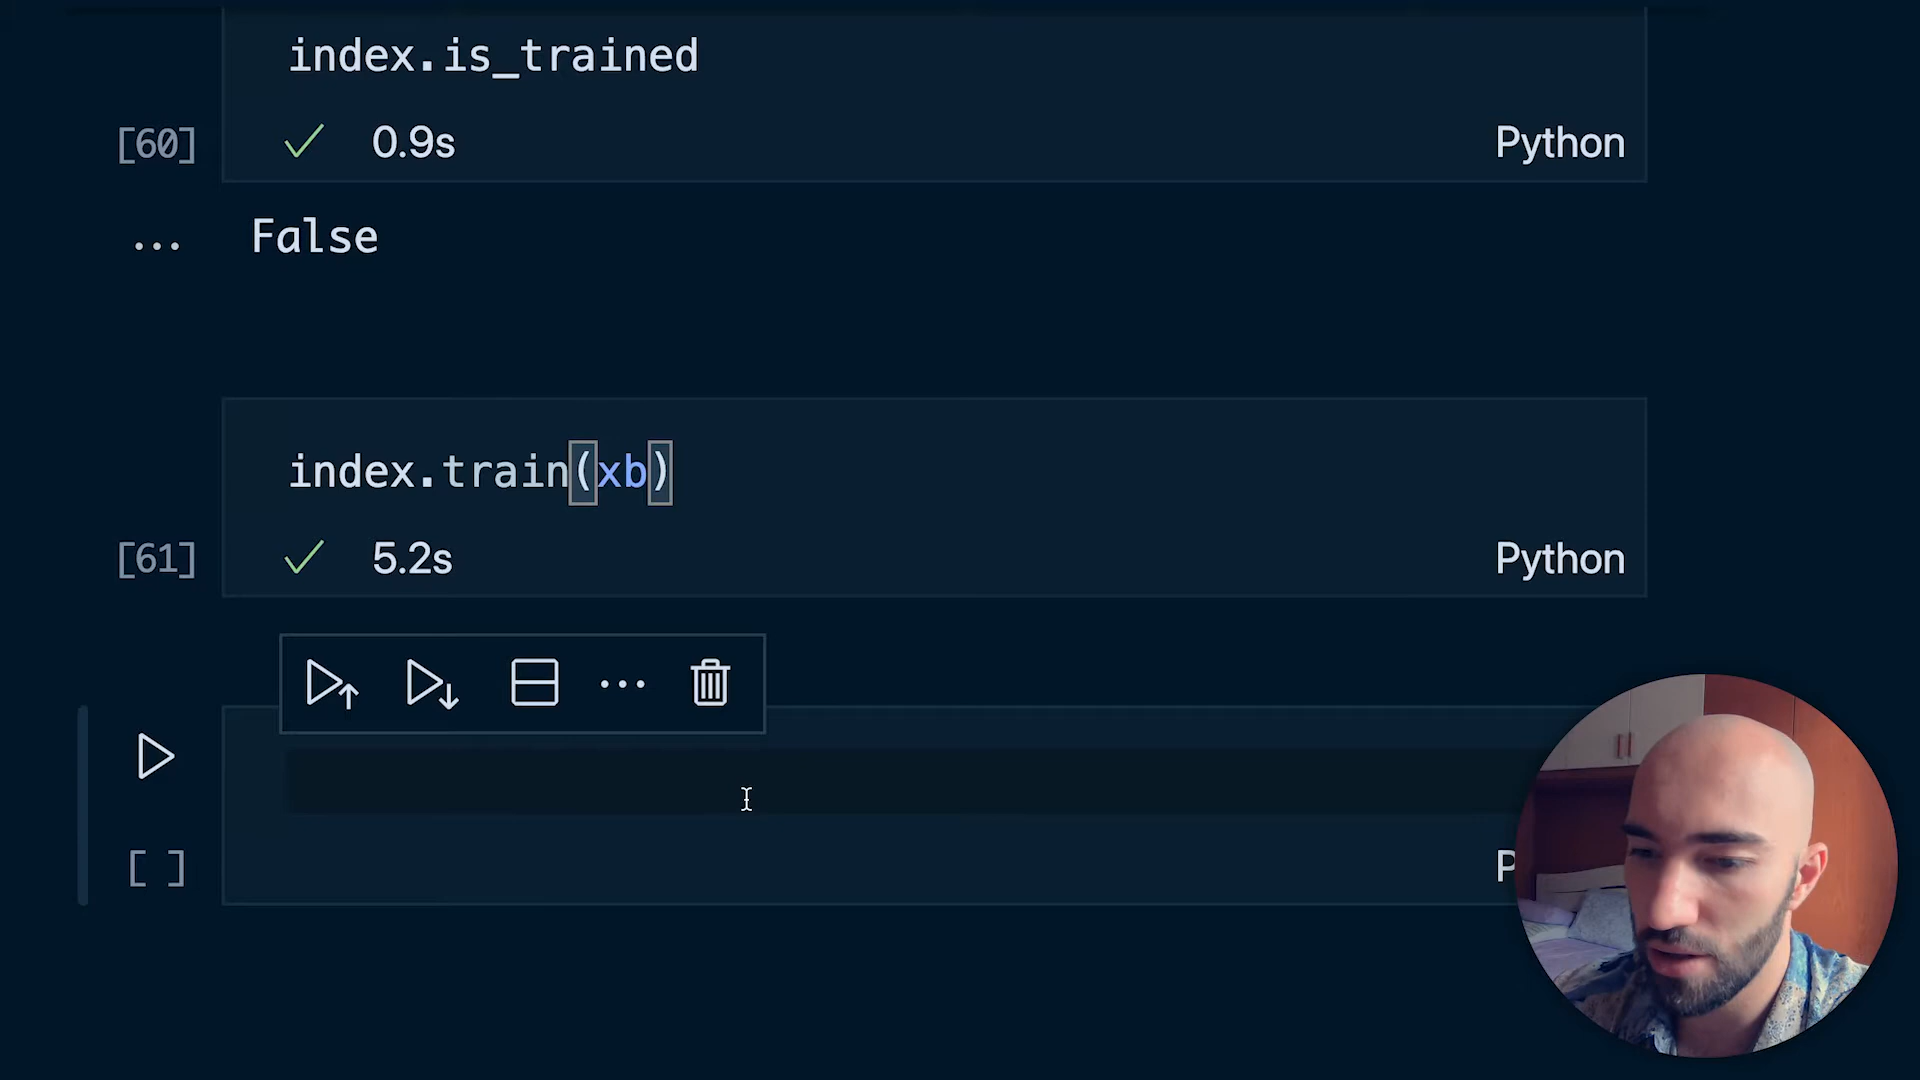 index.is_trained
[60] 0.9s Python
... False
index.train(xb)
[61] 5.2s Python
[ ] P